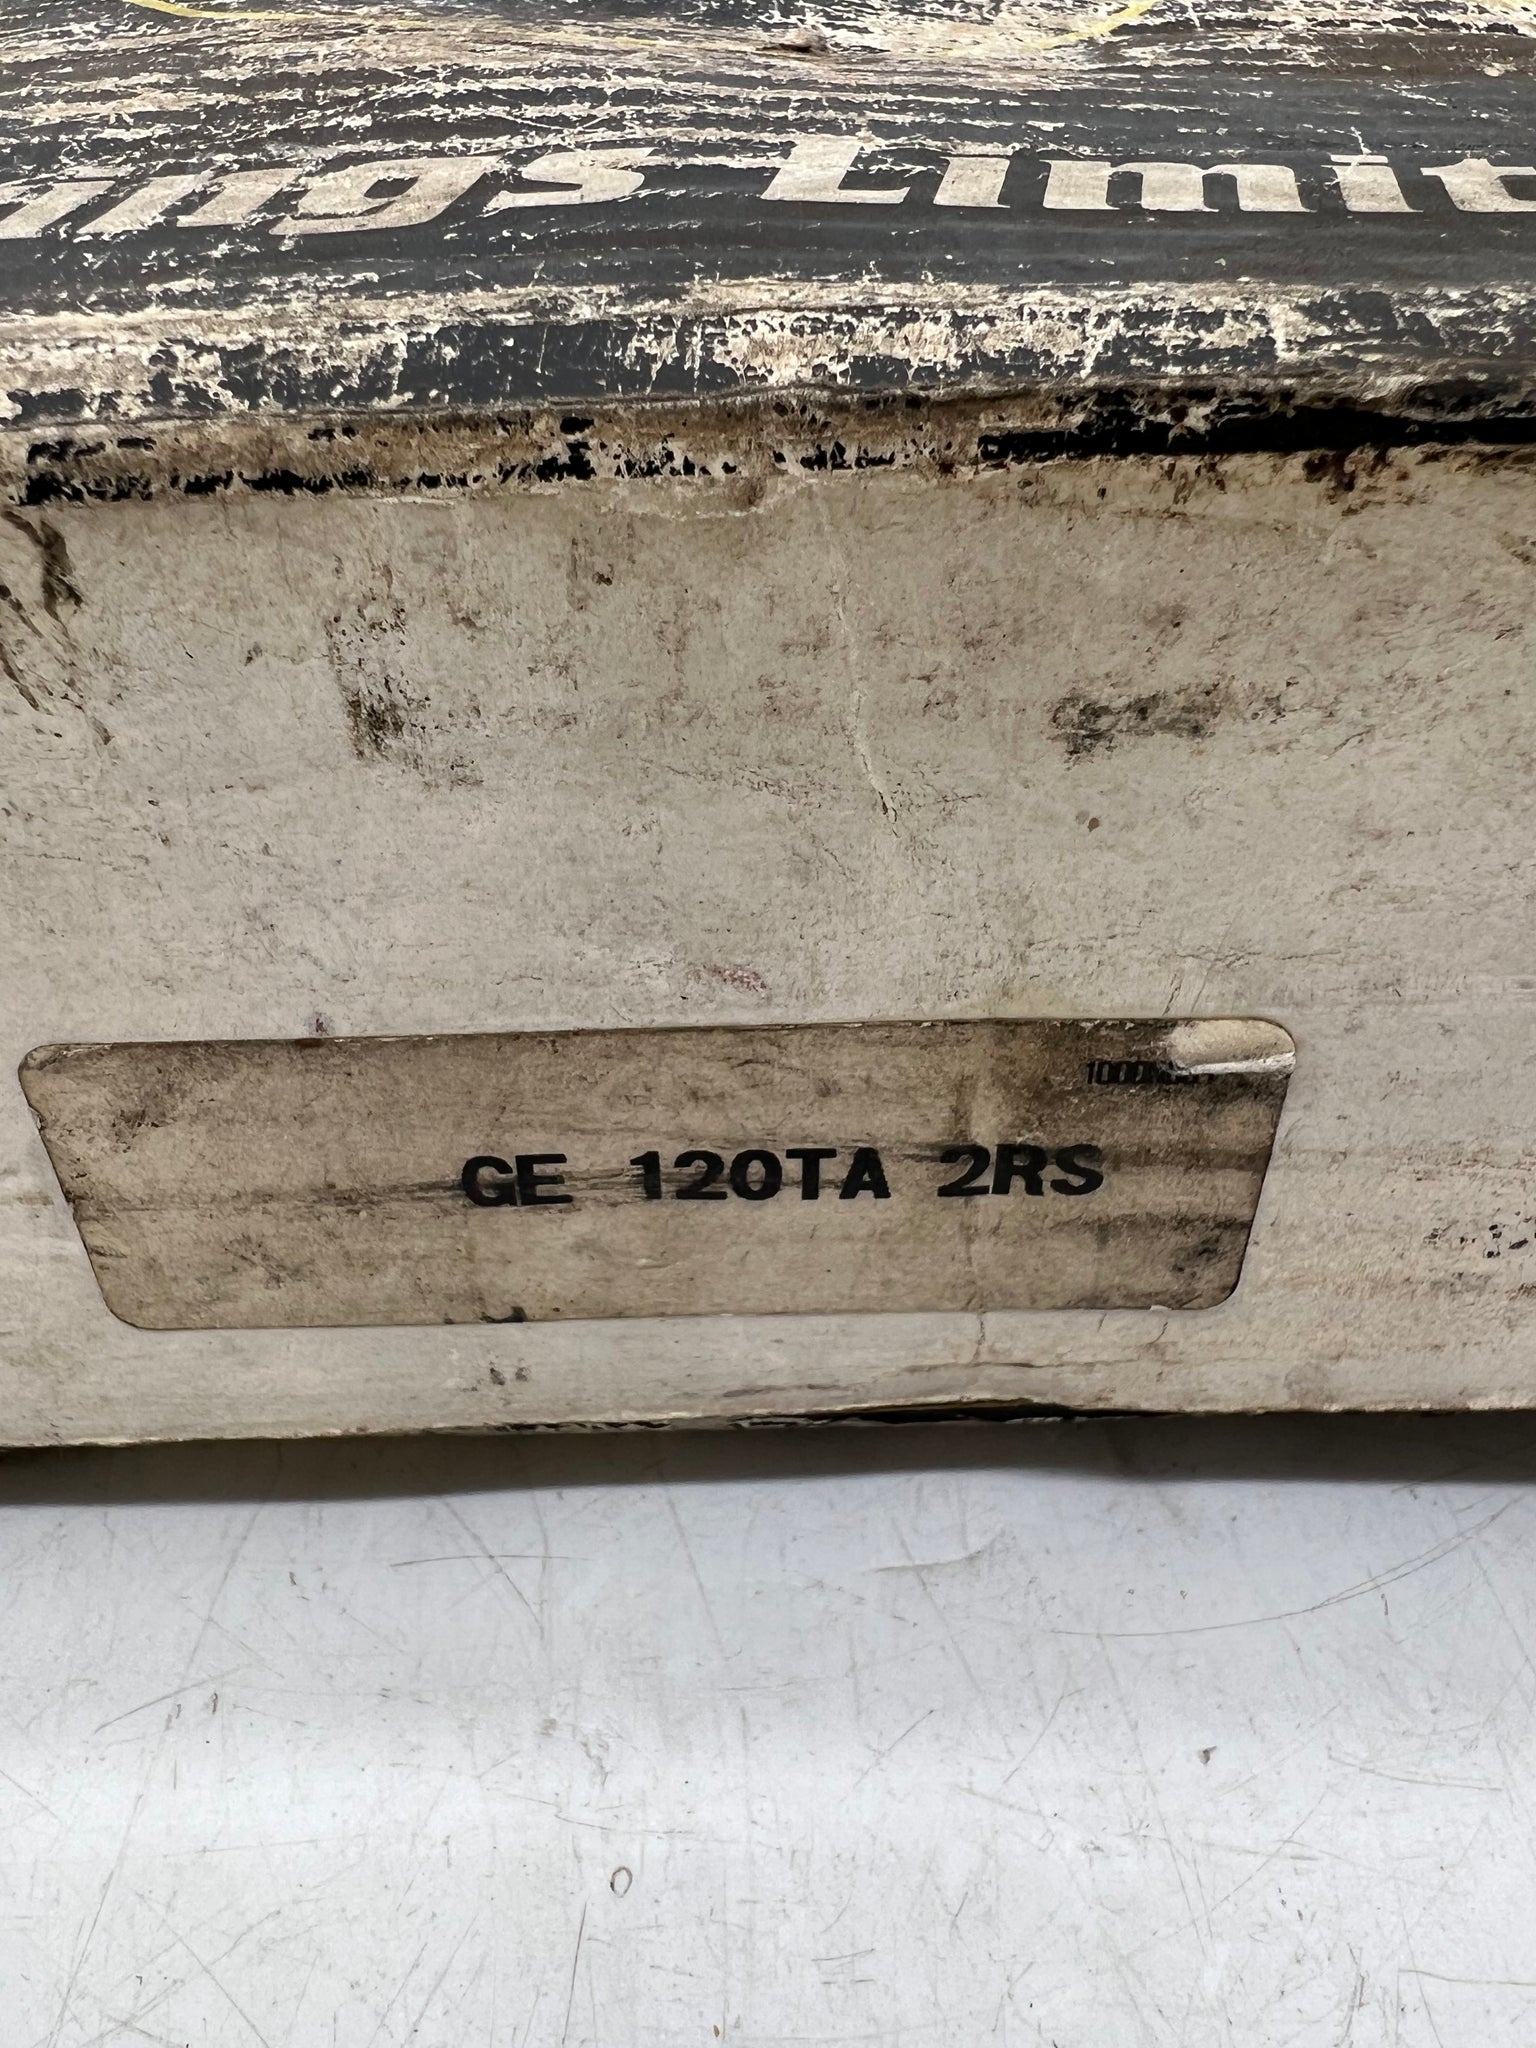 ings Limit
GE 120TA 2RS